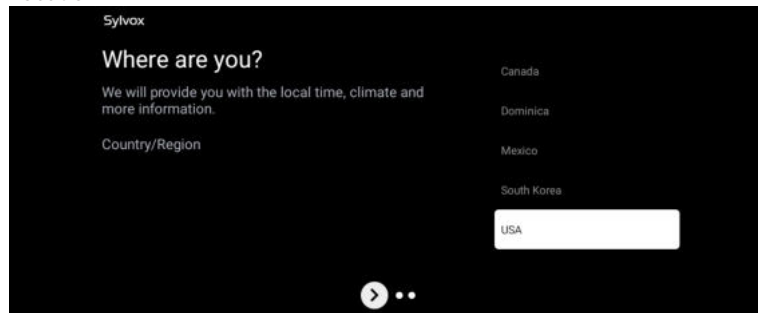 Sylvox
Where are you?
We will provide you with the local time, climate and
more information.
Country/Region
Canada
Dominica
Mexico
South Korea
USA